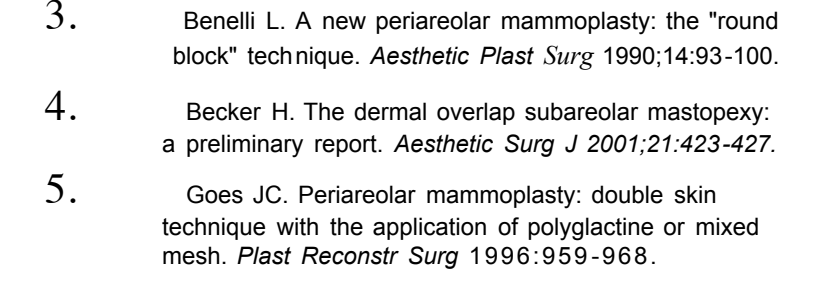 3. Benelli L. A new periareolar mammoplasty: the "round
block" technique. Aesthetic Plast Surg 1990;14:93-100.
4. Becker H. The dermal overlap subareolar mastopexy:
a preliminary report. Aesthetic Surg J 2001;21:423-427.
5. Goes JC. Periareolar mammoplasty: double skin
technique with the application of polyglactine or mixed
mesh. Plast Reconstr Surg 1996:959-968.